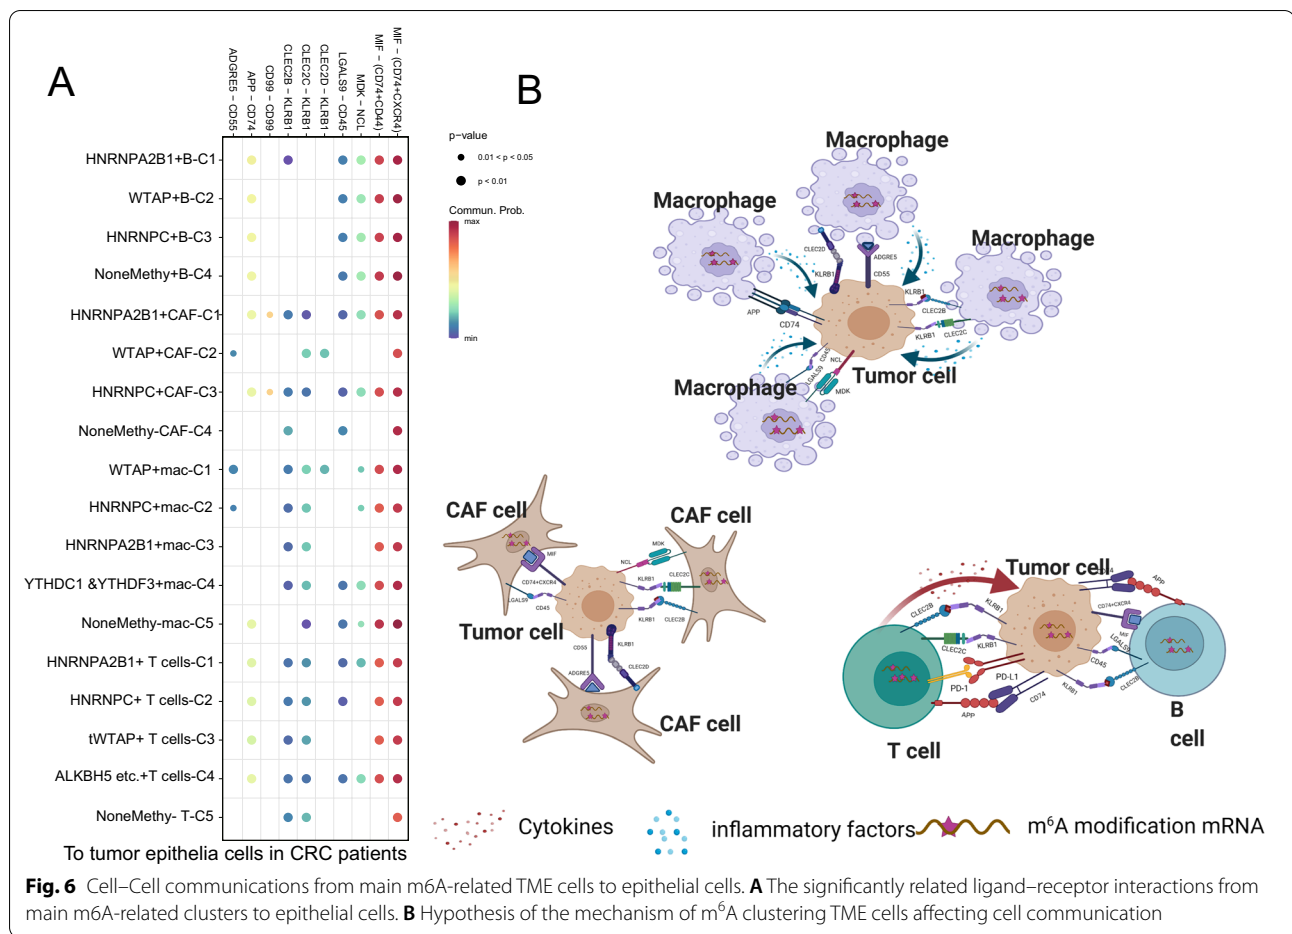 A
ADGRE5 – CD55
APP – CD74
CD99 – CD99
CLEC2B – KLRB1
CLEC2C – KLRB1
CLEC2D – KLRB1
LGALS9 – CD45
MDK – NCL
MIF – (CD74+CD44)
MIF – (CD74+CXCR4)
HNRNPA2B1+B-C1
WTAP+B-C2
HNRNPC+B-C3
NoneMethy+B-C4
HNRNPA2B1+CAF-C1
WTAP+CAF-C2
HNRNPC+CAF-C3
NoneMethy-CAF-C4
WTAP+mac-C1
HNRNPC+mac-C2
HNRNPA2B1+mac-C3
YTHDC1 &YTHDF3+mac-C4
NoneMethy-mac-C5
HNRNPA2B1+ T cells-C1
HNRNPC+ T cells-C2
tWTAP+ T cells-C3
ALKBH5 etc.+T cells-C4
NoneMethy- T-C5
To tumor epithelia cells in CRC patients
p−value
0.01 < p < 0.05
p < 0.01
Commun. Prob.
max
min
B
Macrophage
Macrophage
Macrophage
CLEC2D
KLRB1
ADGRE5
CD55
APP
CD74
KLRB1
CLEC2B
KLRB1
CLEC2C
CD45
LGALS9
NCL
MDK
Macrophage
Tumor cell
CAF cell
CAF cell
MIF
CD74+CXCR4
LGALS9
CD45
NCL
MDK
KLRB1
CLEC2C
KLRB1
CLEC2B
Tumor cell
CD55
ADGRE5
KLRB1
CLEC2D
CAF cell
Tumor cell
APP
CD74+CXCR4
MIF
LGALS9
CD45
KLRB1
CLEC2B
CLEC2B
KLRB1
CLEC2C
KLRB1
PD-1
PD-L1
APP
CD74
T cell
B
cell
Cytokines
inflammatory factors
m⁶A modification mRNA
Fig. 6 Cell–Cell communications from main m6A-related TME cells to epithelial cells. A The significantly related ligand–receptor interactions from
main m6A-related clusters to epithelial cells. B Hypothesis of the mechanism of m⁶A clustering TME cells affecting cell communication